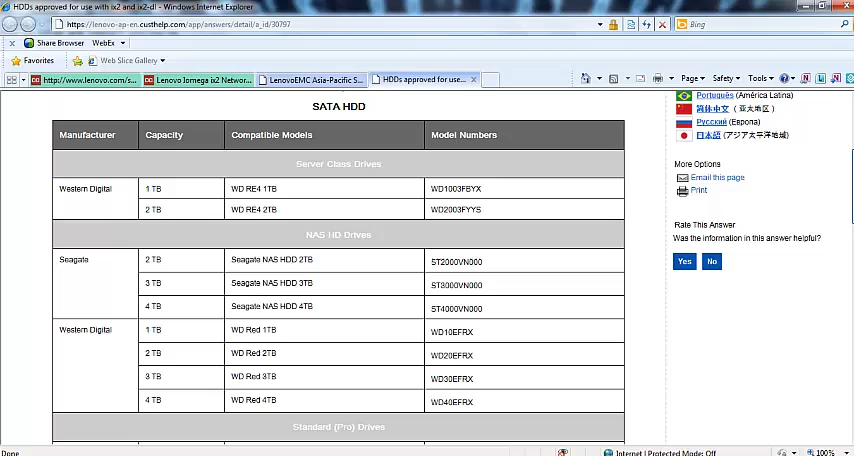 HDDs approved for use with ix2 and ix2-dl - Windows Internet Explorer
https://lenovo-ap-en.custhelp.com/app/answers/detail/a_id/30797
Bing
x Share Browser WebEx
Favorites Web Slice Gallery
http://www.lenovo.com/s...
Lenovo Iomega ix2 Networ...
LenovoEMC Asia-Pacific S...
HDDs approved for use... x
Page Safety Tools
SATA HDD
Manufacturer Capacity Compatible Models Model Numbers
Server Class Drives
Western Digital 1 TB WD RE4 1TB WD1003FBYX
2 TB WD RE4 2TB WD2003FYYS
NAS HD Drives
Seagate 2 TB Seagate NAS HDD 2TB ST2000VN000
3 TB Seagate NAS HDD 3TB ST3000VN000
4 TB Seagate NAS HDD 4TB ST4000VN000
Western Digital 1 TB WD Red 1TB WD10EFRX
2 TB WD Red 2TB WD20EFRX
3 TB WD Red 3TB WD30EFRX
4 TB WD Red 4TB WD40EFRX
Standard (Pro) Drives
Português (América Latina)
简体中文 ( 亚太地区 )
Русский (Европа)
日本語 (アジア太平洋地域)
More Options
Email this page
Print
Rate This Answer
Was the information in this answer helpful?
Yes No
Done
Internet | Protected Mode: Off
100%